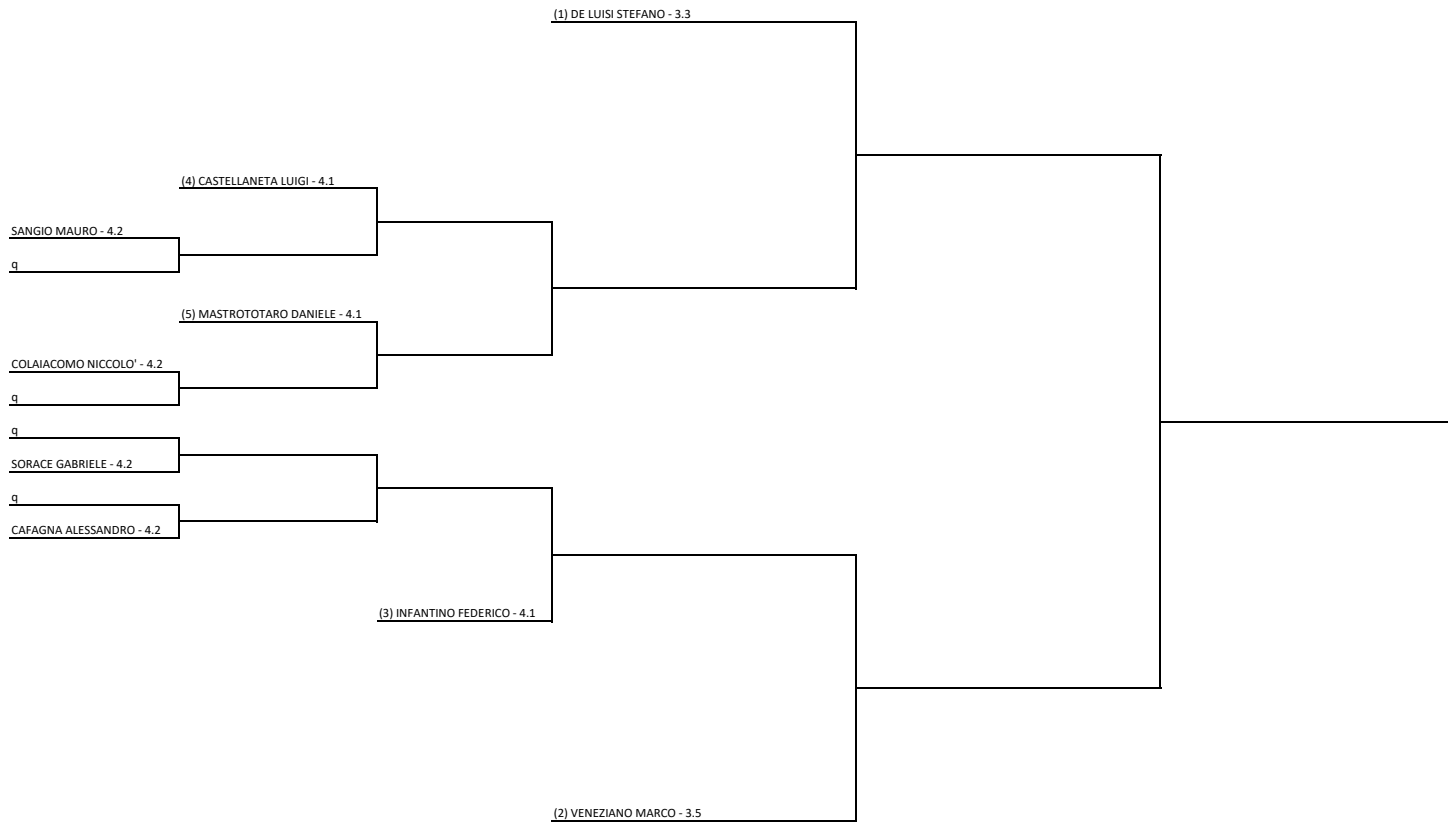 (1) DE LUISI STEFANO - 3.3
(4) CASTELLANETA LUIGI - 4.1
SANGIO MAURO - 4.2
q
(5) MASTROTOTARO DANIELE - 4.1
COLAIACOMO NICCOLO' - 4.2
q
q
SORACE GABRIELE - 4.2
q
CAFAGNA ALESSANDRO - 4.2
(3) INFANTINO FEDERICO - 4.1
(2) VENEZIANO MARCO - 3.5